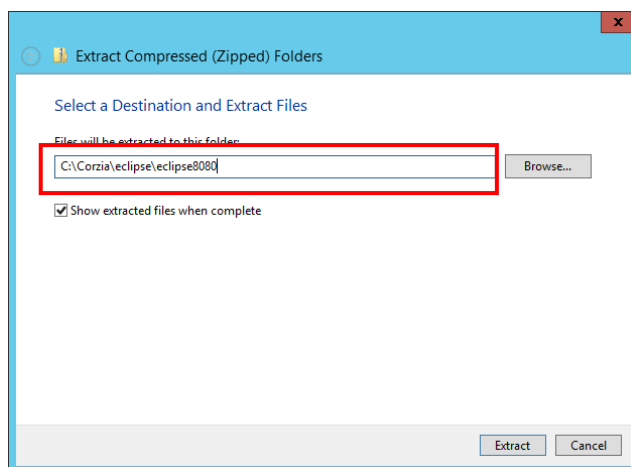 x
Extract Compressed (Zipped) Folders
Select a Destination and Extract Files
Files will be extracted to this folder:
C:\Corzia\eclipse\eclipse8080
Browse...
Show extracted files when complete
Extract
Cancel